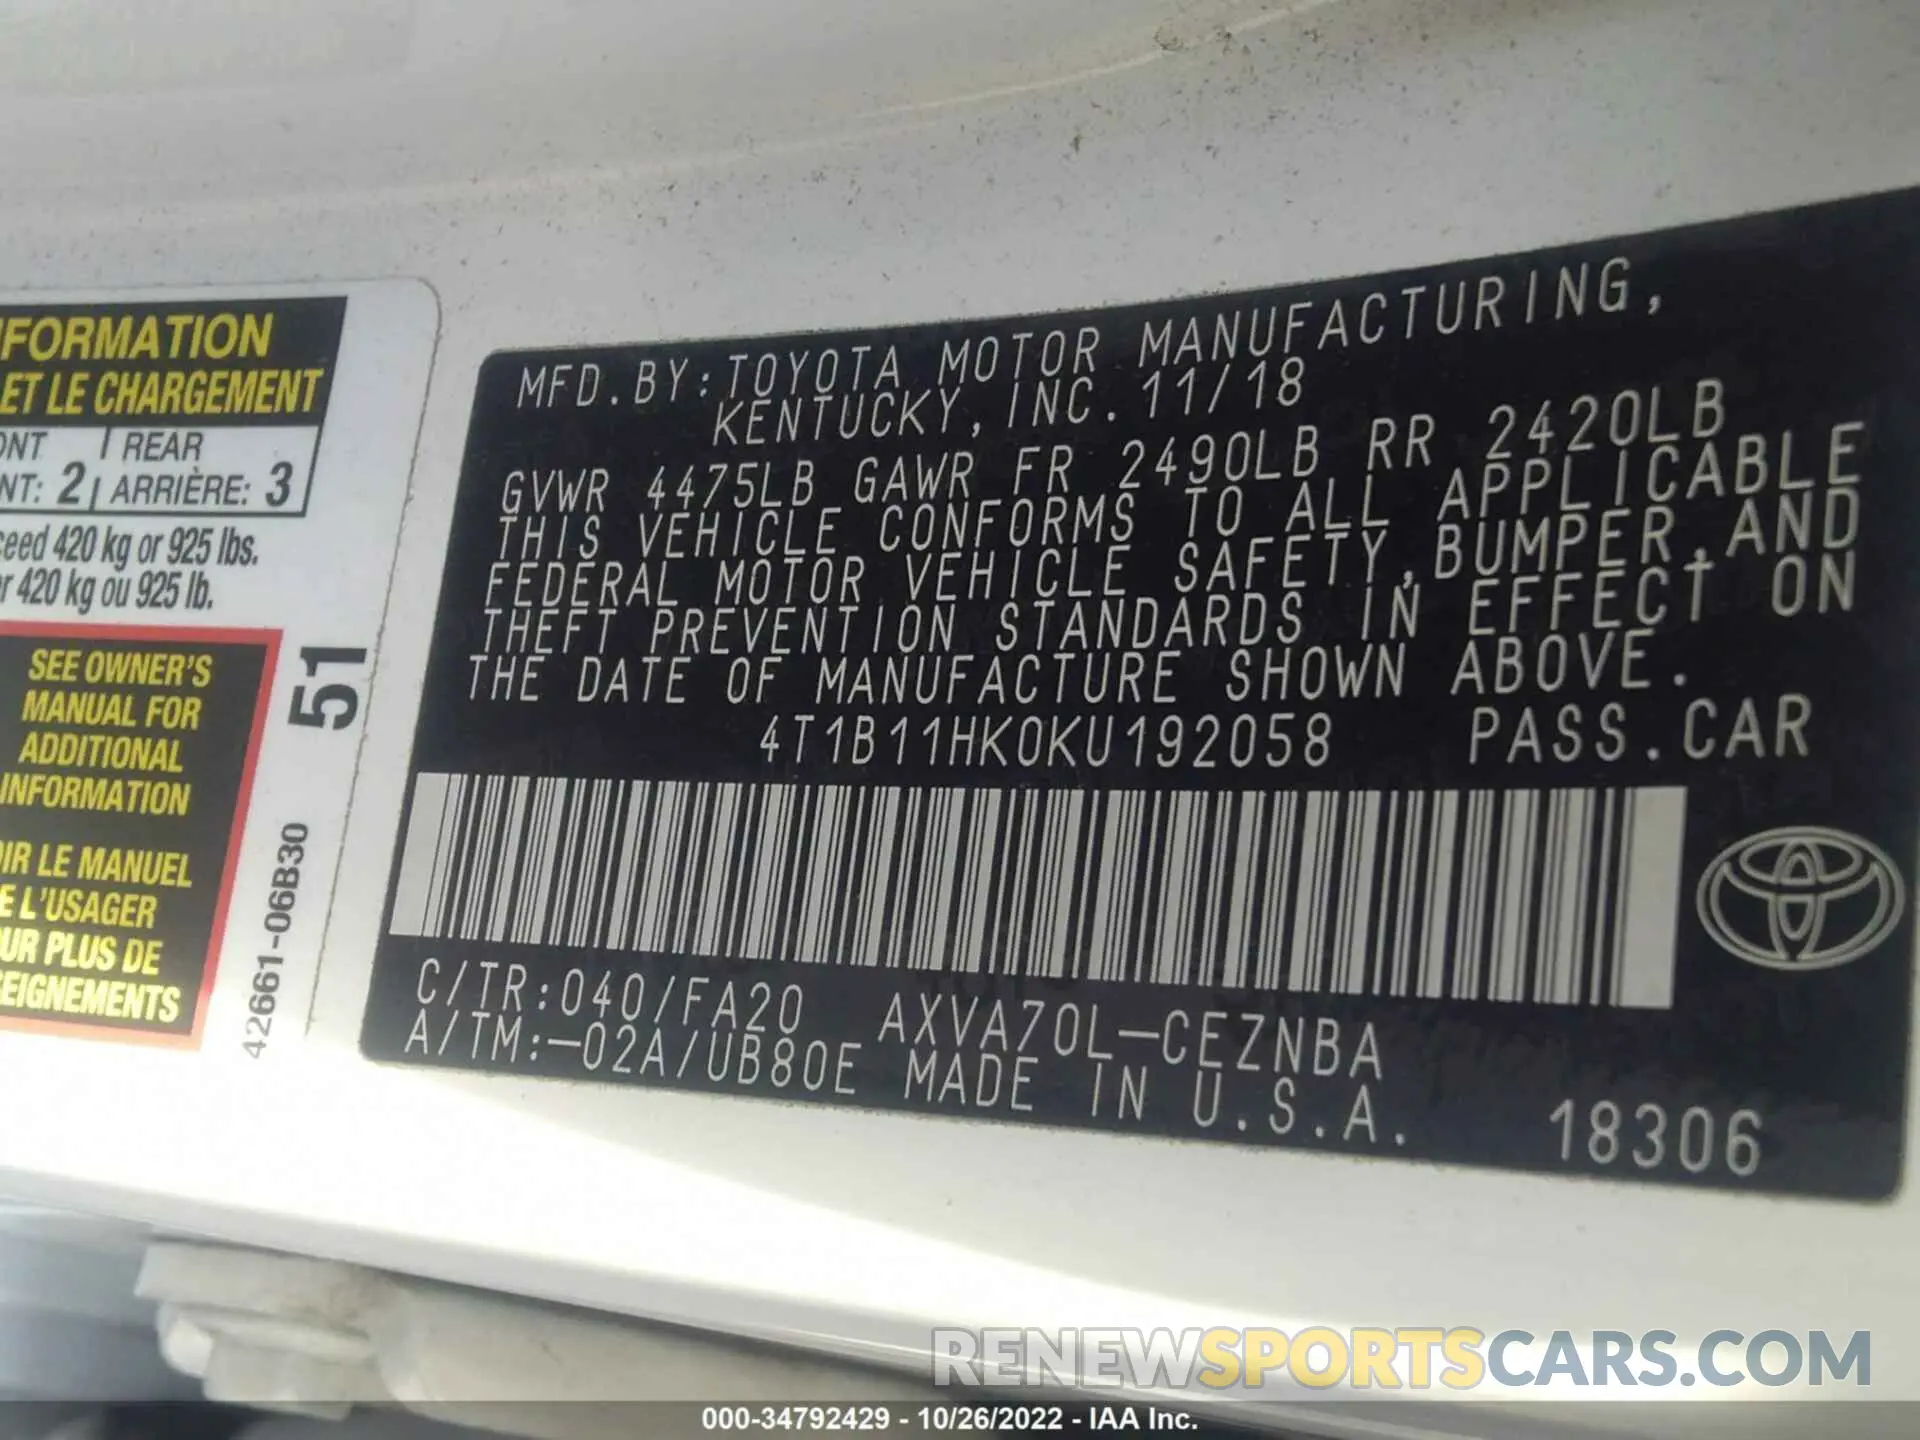 FORMATION
ET LE CHARGEMENT
REAR
2 ARRIÈRE: 3
420 kg or 925 lbs.
420 kg ou 925 lb.
SEE OWNER'S
MANUAL FOR
ADDITIONAL
INFORMATION
LE MANUEL
L'USAGER
PLUS DE
51
42661-06B30
MFD.BY:TOYOTA MOTOR MANUFACTURING,
KENTUCKY,INC.11/18
GVWR 4475LB GAWR FR 2490LB RR 2420LB
THIS VEHICLE CONFORMS TO ALL APPLICABLE
FEDERAL MOTOR VEHICLE SAFETY,BUMPER,AND
THEFT PREVENTION STANDARDS IN EFFECT ON
THE DATE OF MANUFACTURE SHOWN ABOVE.
4T1B11HK0KU192058 PASS.CAR
C/TR:040/FA20 AXVA70L-CEZNBA
A/TM:-02A/UB80E MADE IN U.S.A.
18306
RENEWSPORTSCARS.COM
000-34792429 - 10/26/2022 - IAA Inc.